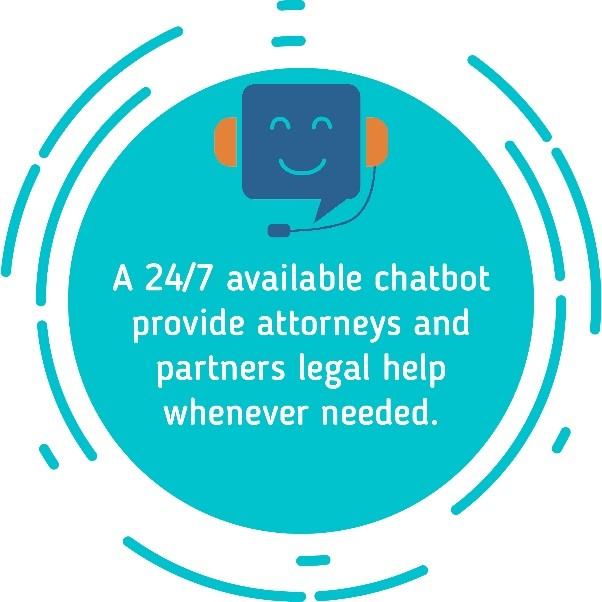 A 24/7 available chatbot
provide attorneys and
partners legal help
whenever needed.